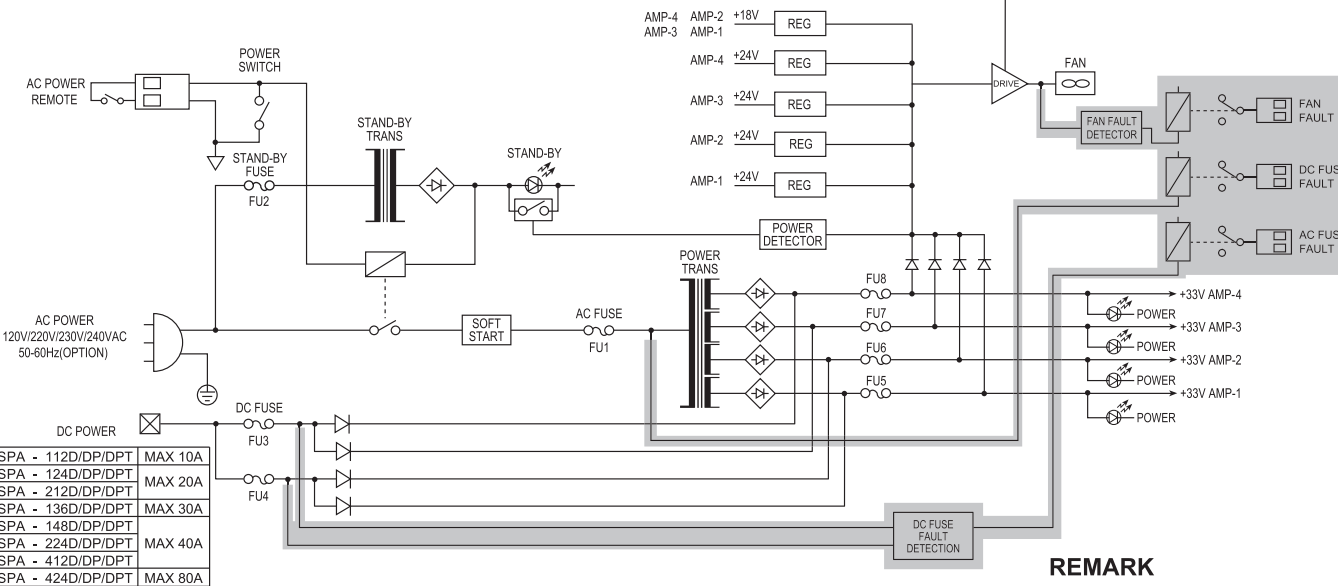 AMP-4 AMP-2 +18V REG
AMP-3 AMP-1
AMP-4 +24V REG
AMP-3 +24V REG
AMP-2 +24V REG
AMP-1 +24V REG
POWER
DETECTOR
DRIVE
FAN
FAN FAULT
DETECTOR
FAN
FAULT
DC FUS
FAULT
AC FUS
FAULT
AC POWER
REMOTE
POWER
SWITCH
STAND-BY
FUSE
FU2
STAND-BY
TRANS
STAND-BY
AC POWER
120V/220V/230V/240VAC
50-60Hz(OPTION)
SOFT
START
AC FUSE
FU1
POWER
TRANS
FU8
+33V AMP-4
POWER
FU7
+33V AMP-3
POWER
FU6
+33V AMP-2
POWER
FU5
+33V AMP-1
POWER
DC POWER
DC FUSE
FU3
FU4
SPA - 112D/DP/DPT MAX 10A
SPA - 124D/DP/DPT MAX 20A
SPA - 212D/DP/DPT
SPA - 136D/DP/DPT MAX 30A
SPA - 148D/DP/DPT
SPA - 224D/DP/DPT MAX 40A
SPA - 412D/DP/DPT
SPA - 424D/DP/DPT MAX 80A
DC FUSE
FAULT
DETECTION
REMARK